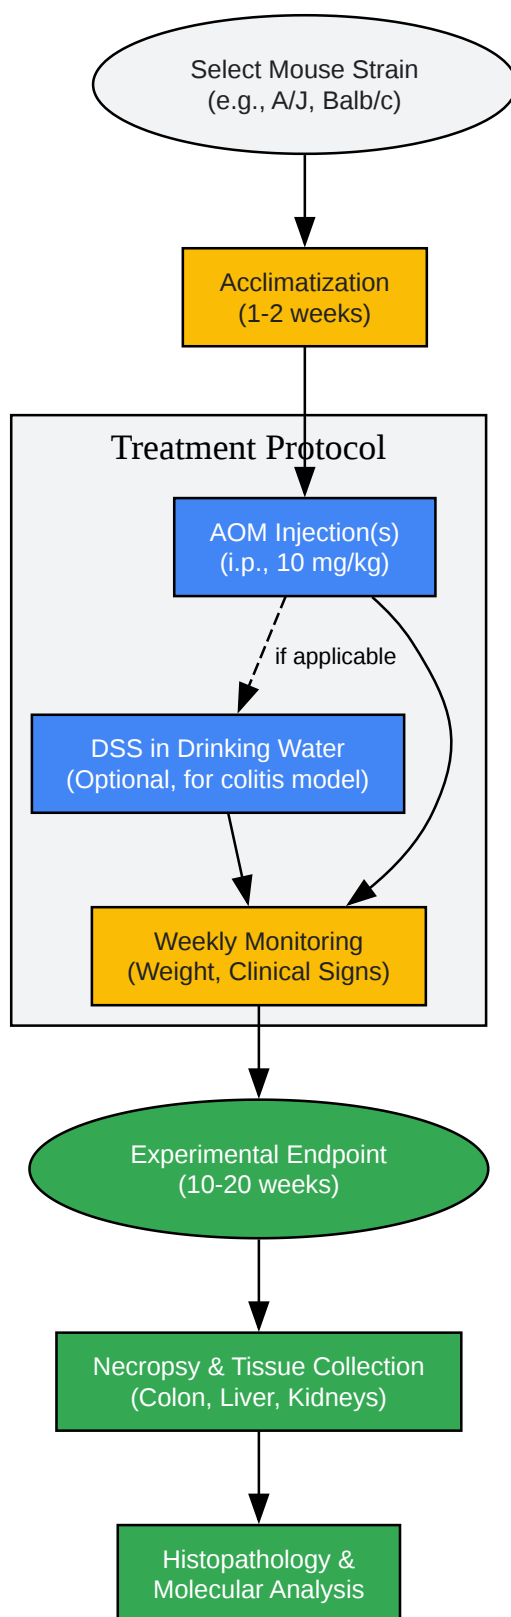 Select Mouse Strain
(e.g., A/J, Balb/c)
Acclimatization
(1-2 weeks)
Treatment Protocol
AOM Injection(s)
(i.p., 10 mg/kg)
if applicable
DSS in Drinking Water
(Optional, for colitis model)
Weekly Monitoring
(Weight, Clinical Signs)
Experimental Endpoint
(10-20 weeks)
Necropsy & Tissue Collection
(Colon, Liver, Kidneys)
Histopathology &
Molecular Analysis